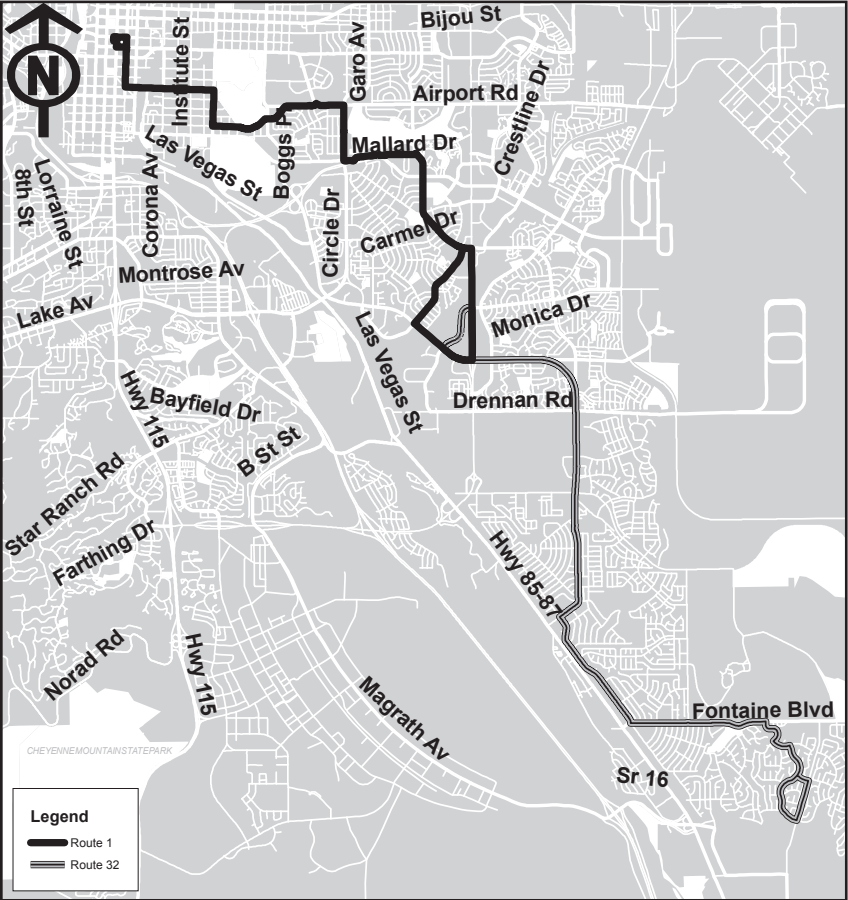 N
Bijou St
Institute St
Garo Av
Airport Rd
Crestline Dr
Boggs P
Mallard Dr
Las Vegas St
Corona Av
Lorraine St
8th St
Circle Dr
Carmel Dr
Montrose Av
Lake Av
Monica Dr
Las Vegas St
Hwy 115
Bayfield Dr
Drennan Rd
B St St
Star Ranch Rd
Farthing Dr
Hwy 85-87
Norad Rd
Hwy 115
Magrath Av
Fontaine Blvd
CHEYENNEMOUNTAINSTATEPARK
Sr 16
Legend
Route 1
Route 32